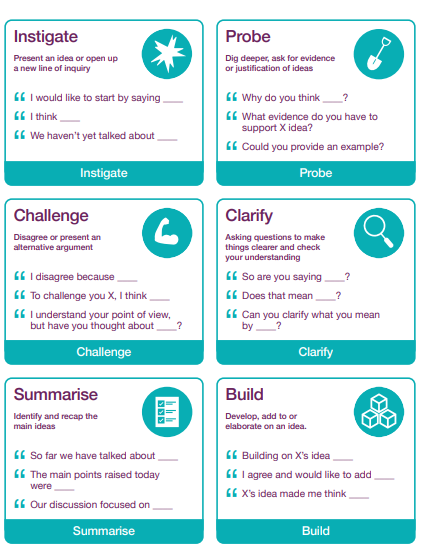 Instigate
Present an idea or open up
a new line of inquiry
“ I would like to start by saying ____
“ I think ____
“ We haven’t yet talked about ____
Instigate
Probe
Dig deeper, ask for evidence
or justification of ideas
“ Why do you think ____?
“ What evidence do you have to
support X idea?
“ Could you provide an example?
Probe
Challenge
Disagree or present an
alternative argument
“ I disagree because ____
“ To challenge you X, I think ____
“ I understand your point of view,
but have you thought about ____?
Challenge
Clarify
Asking questions to make
things clearer and check
your understanding
“ So are you saying ____?
“ Does that mean ____?
“ Can you clarify what you mean
by ____?
Clarify
Summarise
Identify and recap the
main ideas
“ So far we have talked about ____
“ The main points raised today
were ____
“ Our discussion focused on ____
Summarise
Build
Develop, add to or
elaborate on an idea.
“ Building on X’s idea ____
“ I agree and would like to add ____
“ X’s idea made me think ____
Build